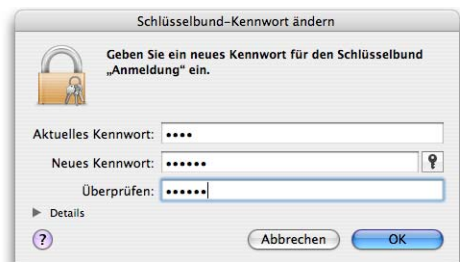 Schlüsselbund-Kennwort ändern
Geben Sie ein neues Kennwort für den Schlüsselbund
„Anmeldung“ ein.
Aktuelles Kennwort: ••••
Neues Kennwort: ••••••
Überprüfen: ••••••
Details
?
Abbrechen
OK